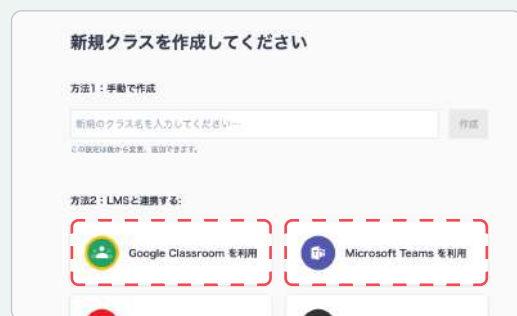 新規クラスを作成してください
方法1：手動で作成
新規のクラス名を入力してください…
作成
この設定は後から変更、追加できます。
方法2：LMSと連携する:
Google Classroom を利用
Microsoft Teams を利用